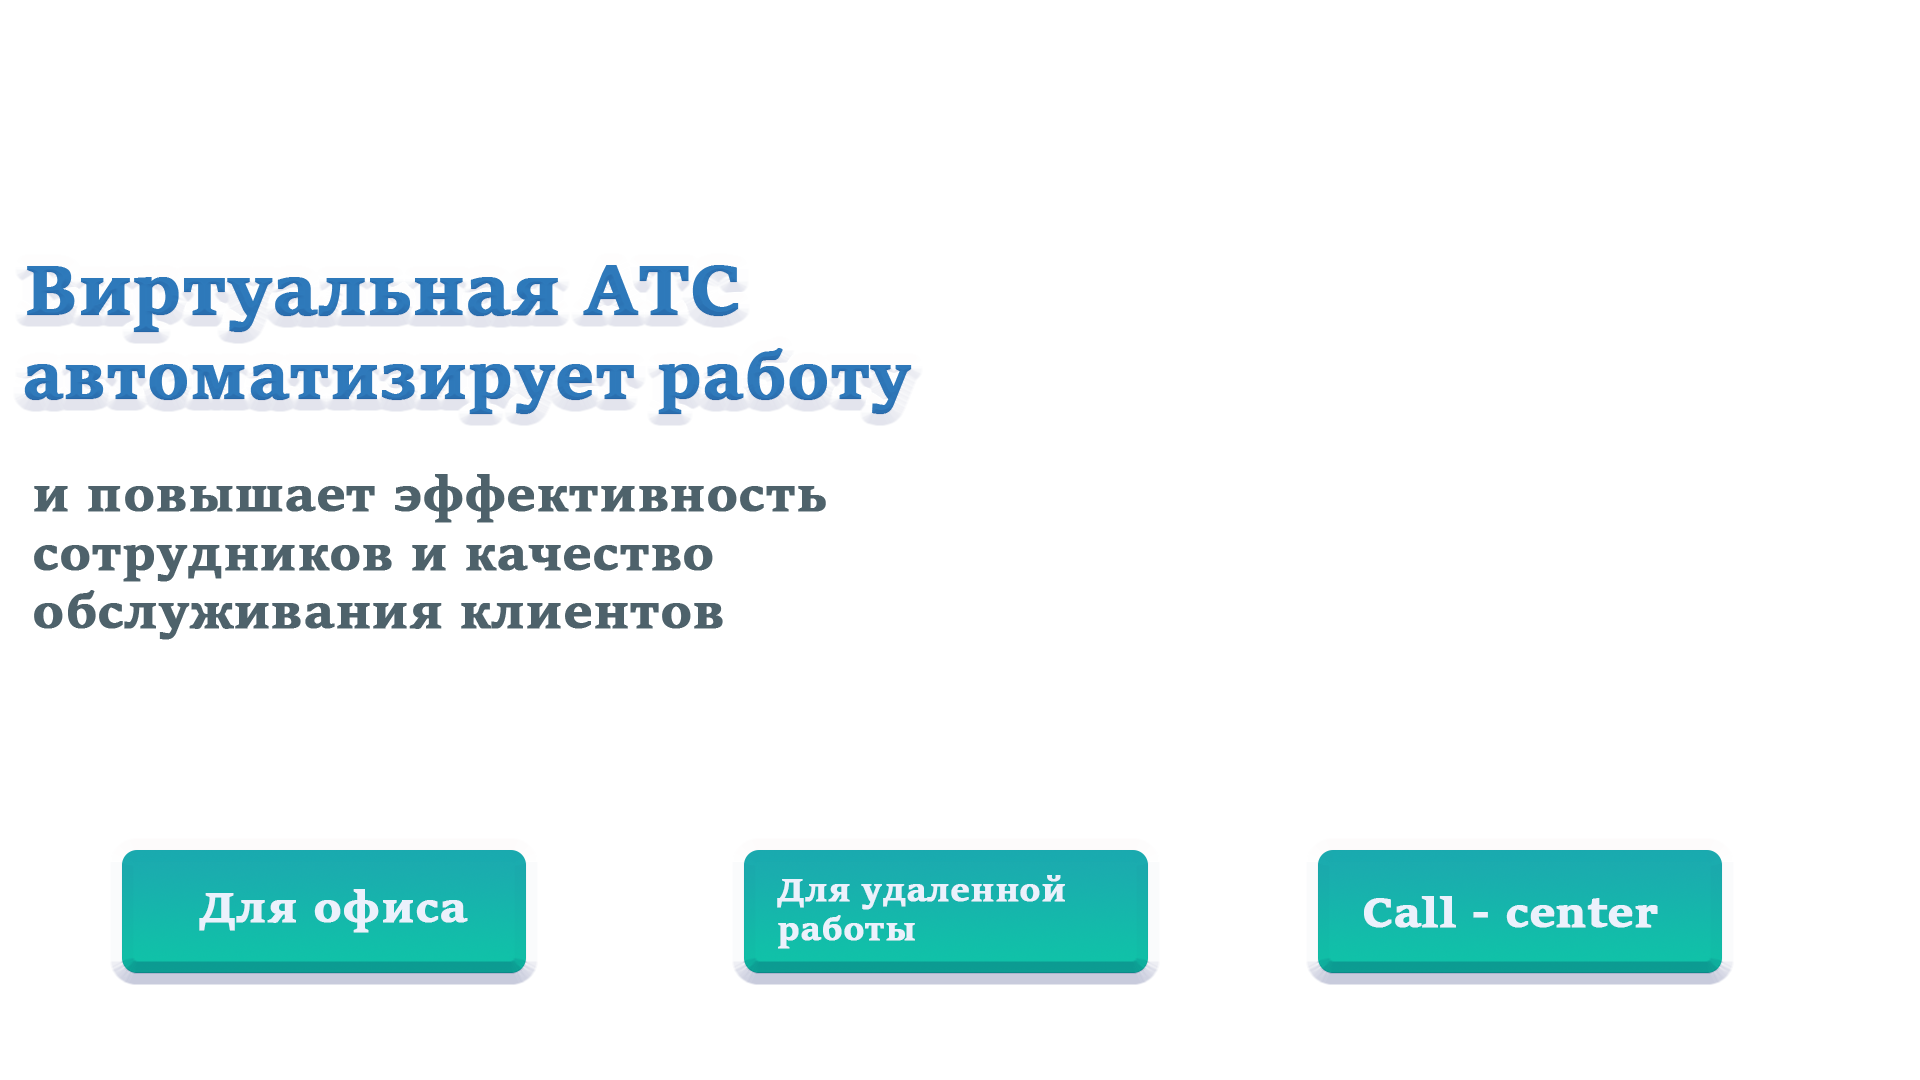 Виртуальная АТС
автоматизирует работу
и повышает эффективность
сотрудников и качество
обслуживания клиентов
Для офиса
Для удаленной
работы
Call - center